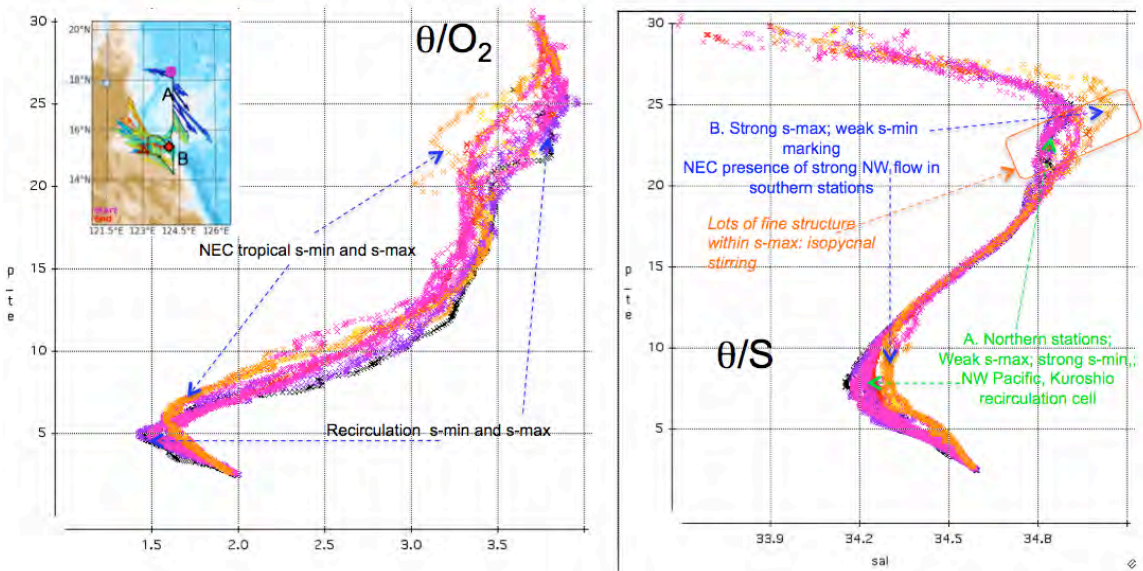 30
25
20
15
10
5
1.5
2.0
2.5
3.0
3.5
p_te
θ/O2
20°N
18°N
16°N
14°N
121.5°E
123°E
124.5°E
126°E
A
B
start
end
NEC tropical s-min and s-max
Recirculation s-min and s-max
30
25
20
15
10
5
33.9
34.2
34.5
34.8
sal
p_te
θ/S
B. Strong s-max; weak s-min
marking
NEC presence of strong NW flow in
southern stations
Lots of fine structure
within s-max: isopycnal
stirring
A. Northern stations;
Weak s-max; strong s-min,;
NW Pacific, Kuroshio
recirculation cell